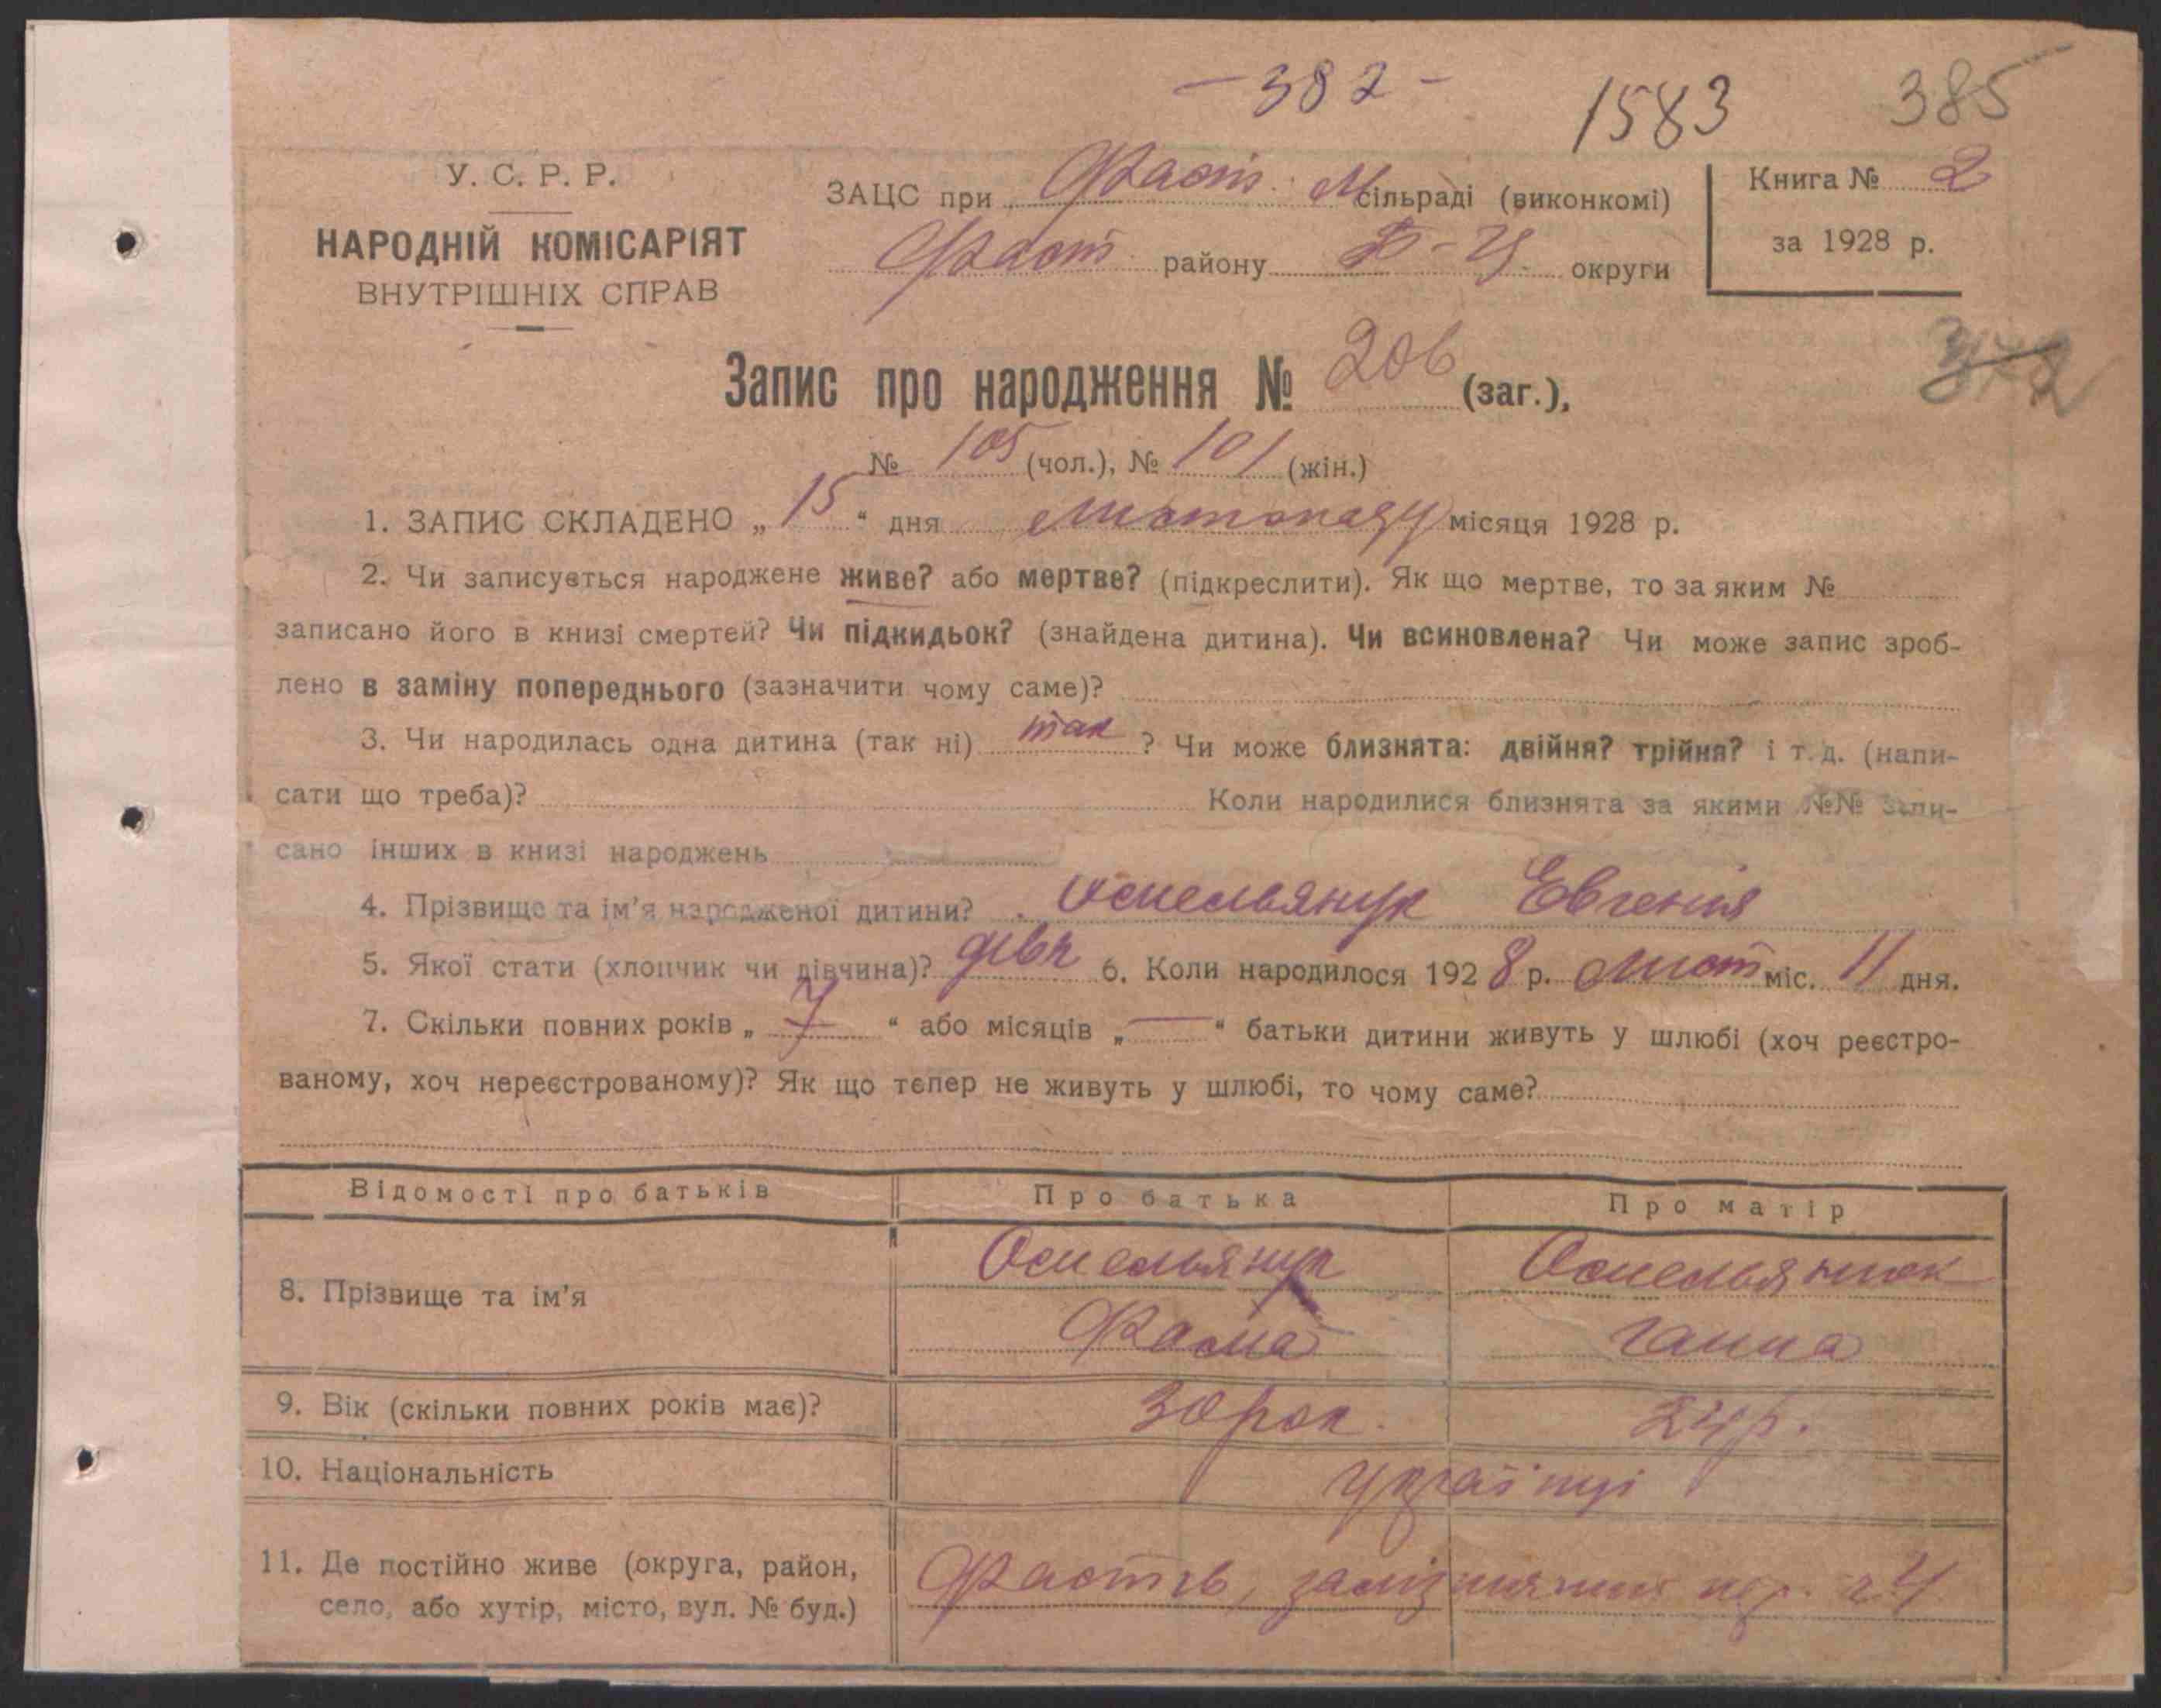 - 382 -
1583
385
У. С. Р. Р.
НАРОДНІЙ КОМІСАРІЯТ
ВНУТРІШНІХ СПРАВ
ЗАЦС при Фаст. М сільраді (виконкомі)
Фаст. району Б-Ц. округи
Книга № 2
за 1928 р.
Запис про народження № 206 (заг.),
№ 105 (чол.), № 101 (жін.)
1. ЗАПИС СКЛАДЕНО „ 15 “ дня листопаду місяця 1928 р.
2. Чи записується народжене живе? або мертве? (підкреслити). Як що мертве, то за яким №
записано його в книзі смертей? Чи підкидьок? (знайдена дитина). Чи всиновлена? Чи може запис зроб-
лено в заміну попереднього (зазначити чому саме)?
3. Чи народилась одна дитина (так ні) так ? Чи може близнята: двійня? трійня? і т. д. (напи-
сати що треба)? Коли народилися близнята за якими №№ запи-
сано інших в книзі народжень
4. Прізвище та ім’я народженої дитини? Омельянук Евгенія
5. Якої стати (хлопчик чи дівчина)? дівч 6. Коли народилося 1928 р. Лист міс. 11 дня.
7. Скільки повних років „ 7 “ або місяців „ — “ батьки дитини живуть у шлюбі (хоч реєстро-
ваному, хоч нереєстрованому)? Як що тепер не живуть у шлюбі, то чому саме?
Відомості про батьків Про батька Про матір
8. Прізвище та ім’я
Омельянук Омельянюк
Фама Ганна
9. Вік (скільки повних років має)? 30 рок. 24 р.
10. Національність Українці
11. Де постійно живе (округа, район,
село, або хутір, місто, вул. № буд.)
Фастів,